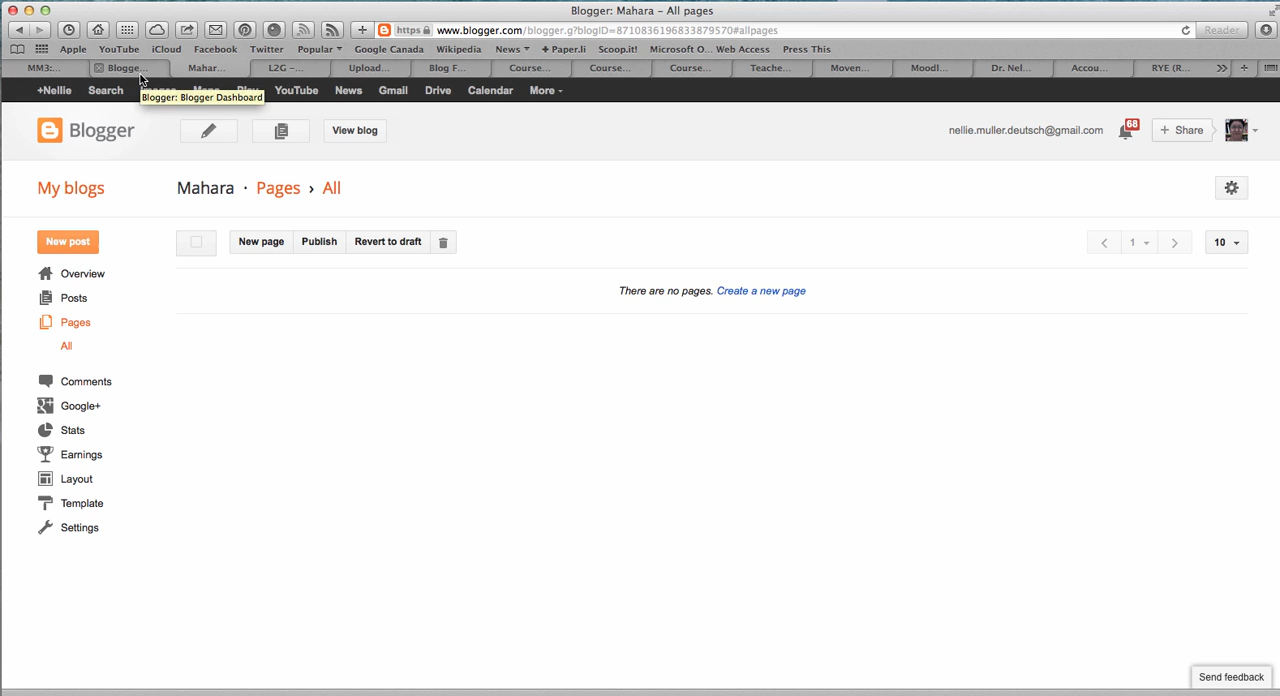 Blogger: Mahara – All pages
https www.blogger.com/blogger.g?blogID=8710836196833879570#allpages Reader
Apple YouTube iCloud Facebook Twitter Popular Google Canada Wikipedia News Paper.li Scoop.it! Microsoft O... Web Access Press This
MM3:... Blogge... Mahar... L2G –... Upload... Blog F... Course... Course... Course... Teache... Moven... Moodl... Dr. Nel... Accou... RYE (R...
+Nellie Search YouTube News Gmail Drive Calendar More
Blogger: Blogger Dashboard
Blogger View blog nellie.muller.deutsch@gmail.com 68 + Share
My blogs Mahara · Pages › All
New post New page Publish Revert to draft 1 10
Overview
There are no pages. Create a new page
Posts
Pages
All
Comments
Google+
Stats
Earnings
Layout
Template
Settings
Send feedback